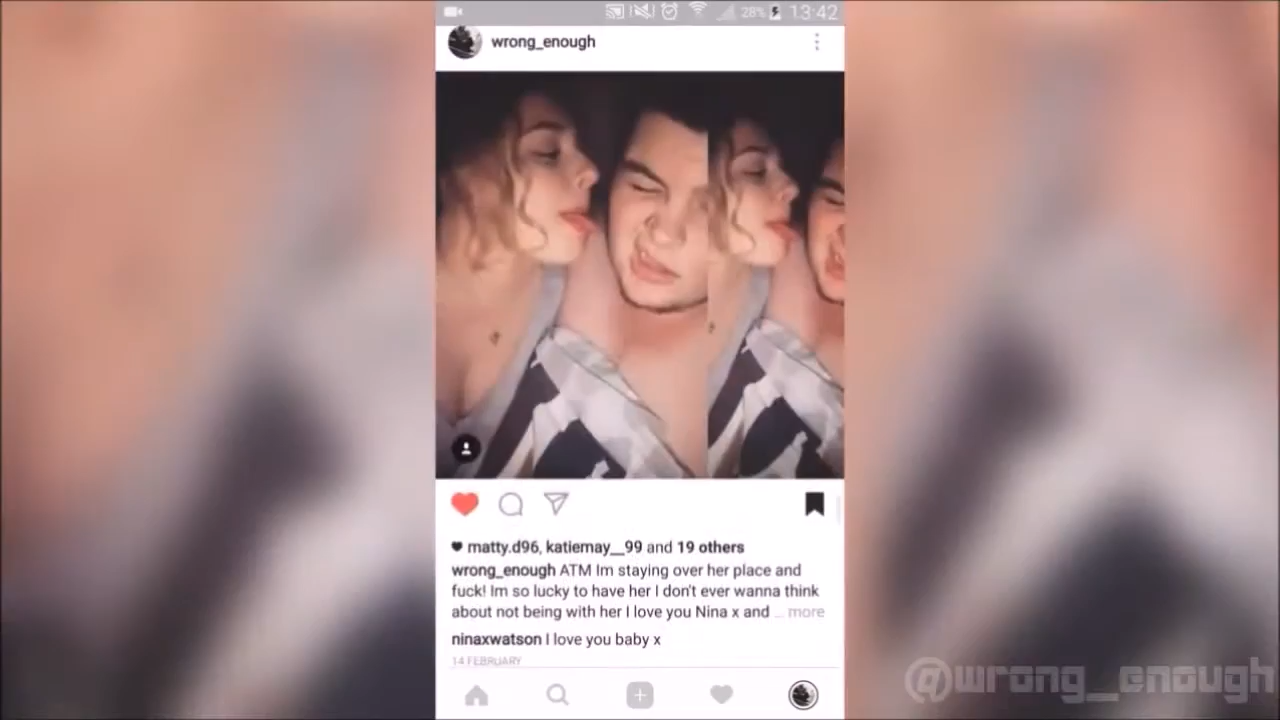 28% 13:42
wrong_enough
matty.d96, katiemay__99 and 19 others
wrong_enough ATM Im staying over her place and
fuck! Im so lucky to have her I don't ever wanna think
about not being with her I love you Nina x and ... more
ninaxwatson I love you baby x
14 FEBRUARY
@wrong_enough